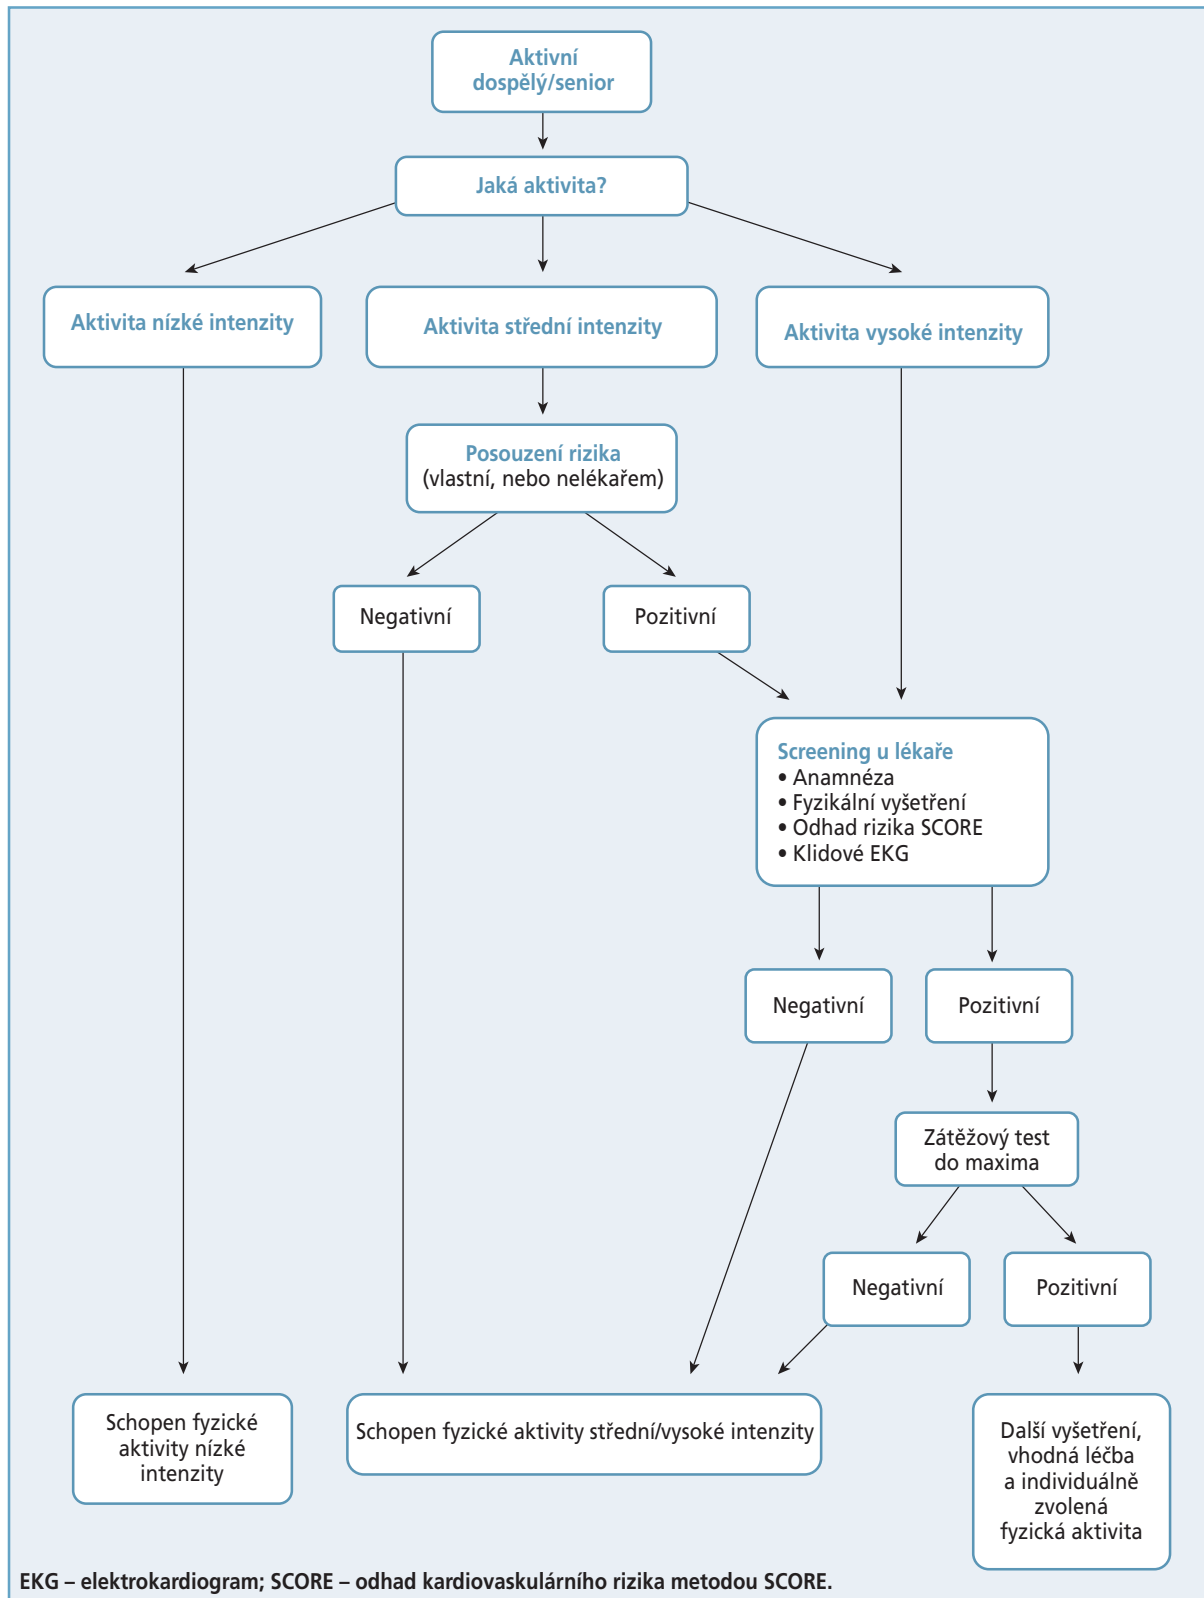 Aktivní
dospělý/senior
Jaká aktivita?
Aktivita nízké intenzity
Aktivita střední intenzity
Aktivita vysoké intenzity
Posouzení rizika
(vlastní, nebo nelékařem)
Negativní
Pozitivní
Screening u lékaře
• Anamnéza
• Fyzikální vyšetření
• Odhad rizika SCORE
• Klidové EKG
Negativní
Pozitivní
Zátěžový test
do maxima
Negativní
Pozitivní
Schopen fyzické
aktivity nízké
intenzity
Schopen fyzické aktivity střední/vysoké intenzity
Další vyšetření,
vhodná léčba
a individuálně
zvolená
fyzická aktivita
EKG – elektrokardiogram; SCORE – odhad kardiovaskulárního rizika metodou SCORE.